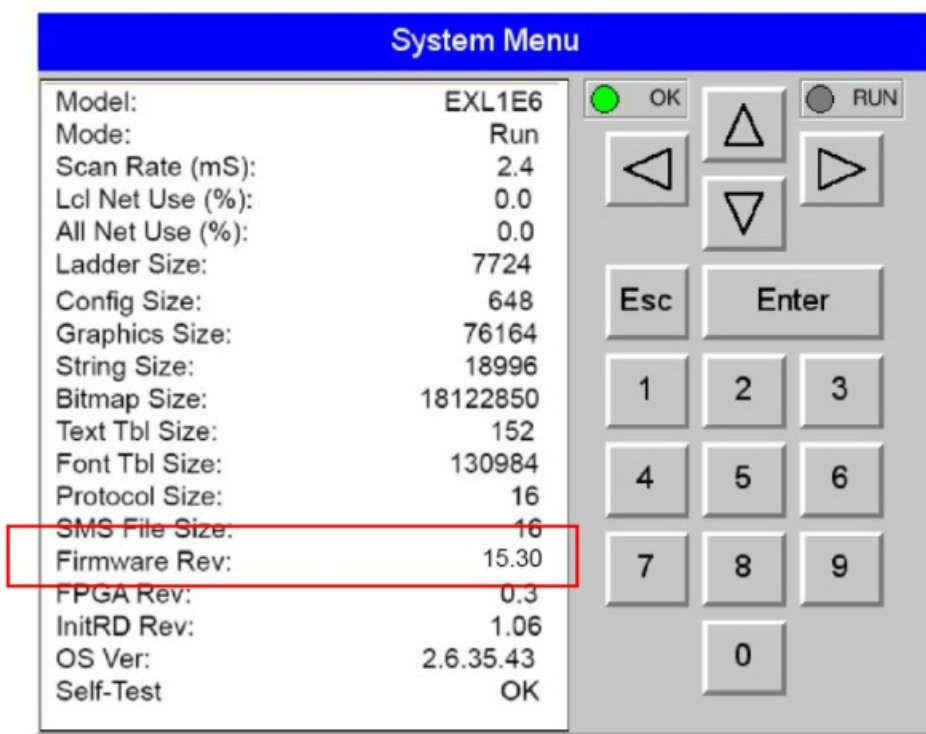 System Menu
Model: EXL1E6
Mode: Run
Scan Rate (mS): 2.4
Lcl Net Use (%): 0.0
All Net Use (%): 0.0
Ladder Size: 7724
Config Size: 648
Graphics Size: 76164
String Size: 18996
Bitmap Size: 18122850
Text Tbl Size: 152
Font Tbl Size: 130984
Protocol Size: 16
SMS File Size: 16
Firmware Rev: 15.30
FPGA Rev: 0.3
InitRD Rev: 1.06
OS Ver: 2.6.35.43
Self-Test OK
OK RUN
Esc Enter
1 2 3
4 5 6
7 8 9
0